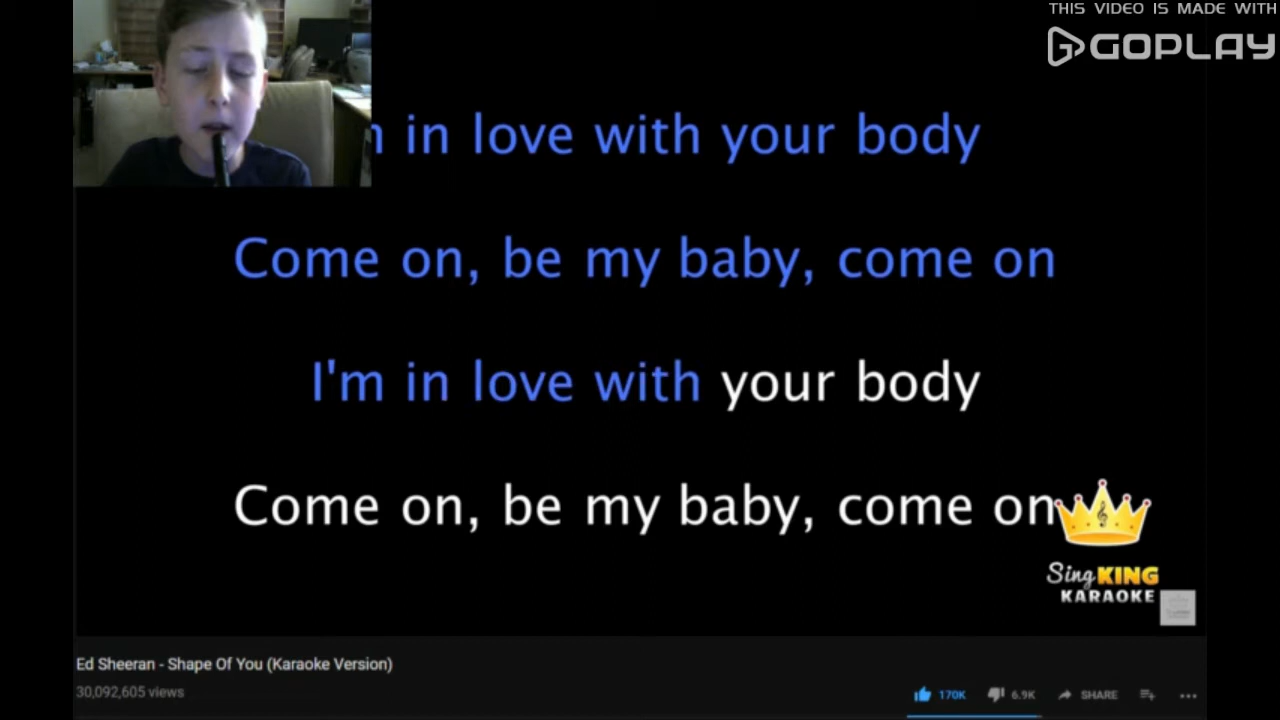 THIS VIDEO IS MADE WITH
GOPLAY
in love with your body
Come on, be my baby, come on
I'm in love with your body
Come on, be my baby, come on
Sing KING
KARAOKE
Ed Sheeran - Shape Of You (Karaoke Version)
30,092,605 views
170K 6.9K SHARE